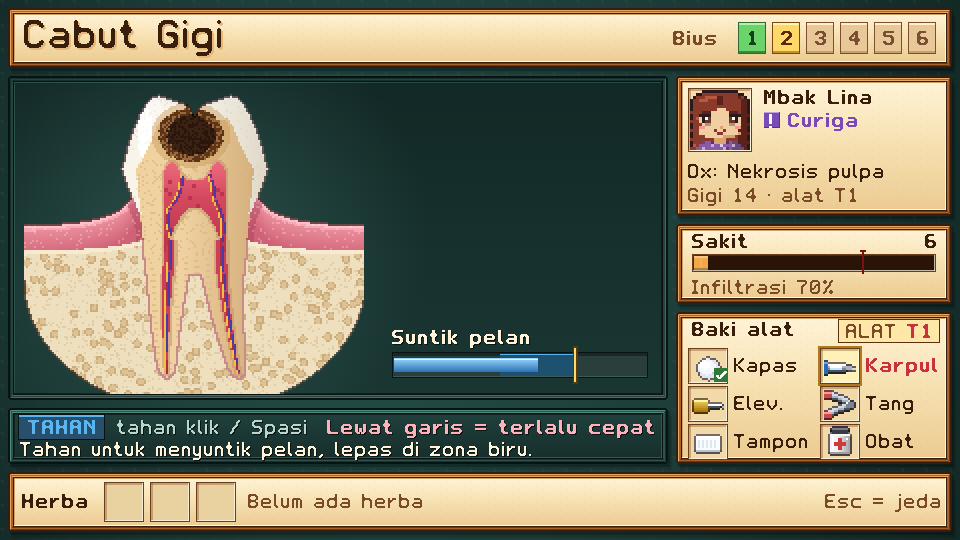 Cabut Gigi
Bius 1 2 3 4 5 6
Mbak Lina
! Curiga
Dx: Nekrosis pulpa
Gigi 14 · alat T1
Sakit 6
Infiltrasi 70%
Baki alat ALAT T1
Kapas Karpul
Elev. Tang
Tampon Obat
Suntik pelan
TAHAN tahan klik / Spasi Lewat garis = terlalu cepat
Tahan untuk menyuntik pelan, lepas di zona biru.
Herba Belum ada herba Esc = jeda